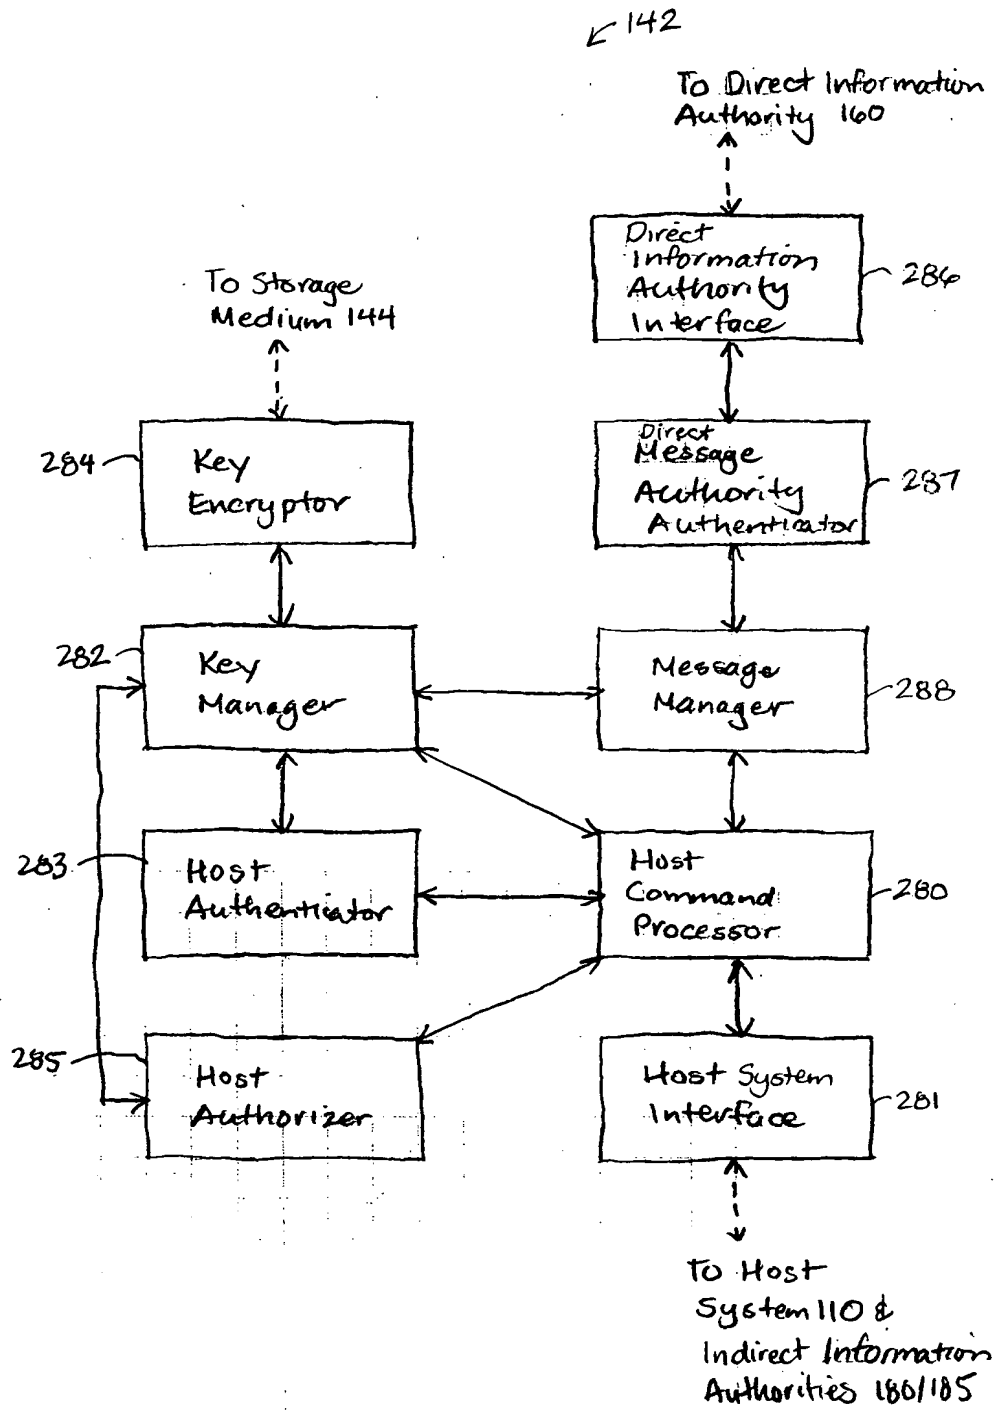 142
To Direct Information
Authority 160
Direct
Information
Authority
Interface
286
To Storage
Medium 144
284
Key
Encryptor
Direct
Message
Authority
Authenticator
287
282
Key
Manager
Message
Manager
288
283
Host
Authenticator
Host
Command
Processor
280
285
Host
Authorizer
Host System
Interface
281
To Host
System 110 &
Indirect Information
Authorities 180/185